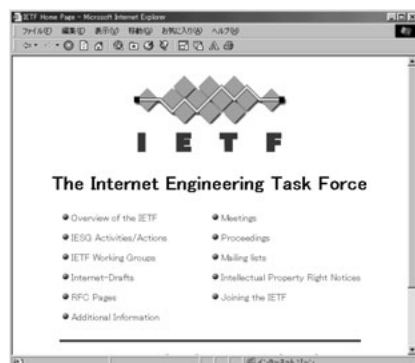 IETF Home Page - Microsoft Internet Explorer
ファイル(F) 編集(E) 表示(V) 移動(G) お気に入り(A) ヘルプ(H)
I E T F
The Internet Engineering Task Force
Overview of the IETF
IESG Activities/Actions
IETF Working Groups
Internet-Drafts
RFC Pages
Additional Information
Meetings
Proceedings
Mailing lists
Intellectual Property Right Notices
Joining the IETF